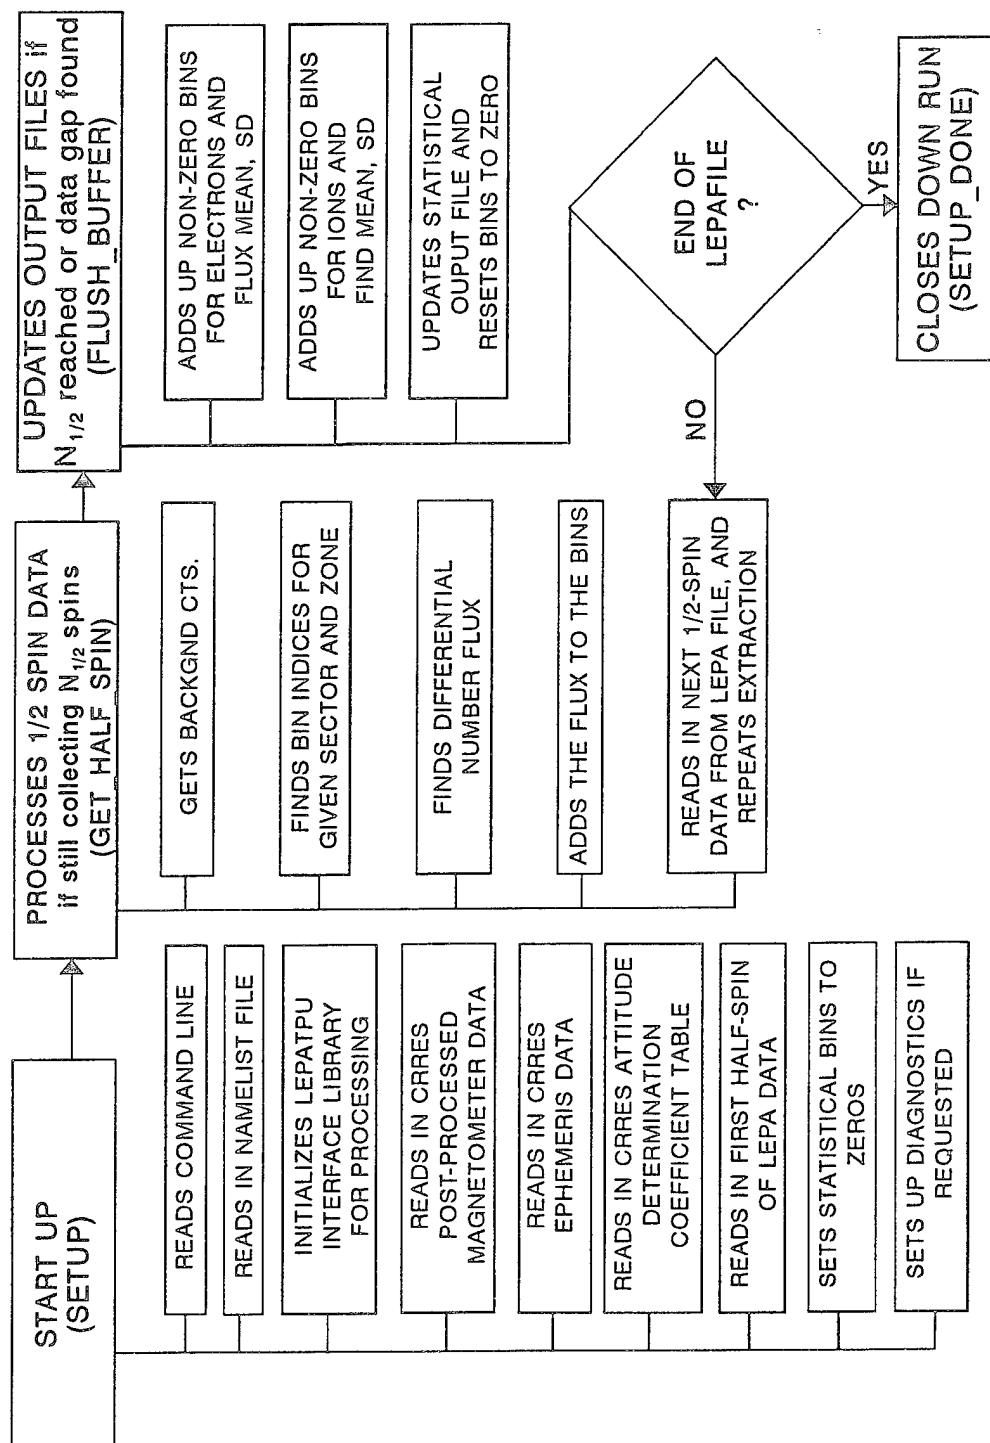 START UP
(SETUP)
READS COMMAND LINE
READS IN NAMELIST FILE
INITIALIZES LEPATPU
INTERFACE LIBRARY
FOR PROCESSING
READS IN CRRES
POST-PROCESSED
MAGNETOMETER DATA
READS IN CRRES
EPHEMERIS DATA
READS IN CRRES ATTITUDE
DETERMINATION
COEFFICIENT TABLE
READS IN FIRST HALF-SPIN
OF LEPA DATA
SETS STATISTICAL BINS TO
ZEROS
SETS UP DIAGNOSTICS IF
REQUESTED
PROCESSES 1/2 SPIN DATA
if still collecting N1/2 spins
(GET_HALF_SPIN)
GETS BACKGND CTS.
FINDS BIN INDICES FOR
GIVEN SECTOR AND ZONE
FINDS DIFFERENTIAL
NUMBER FLUX
ADDS THE FLUX TO THE BINS
READS IN NEXT 1/2-SPIN
DATA FROM LEPA FILE, AND
REPEATS EXTRACTION
UPDATES OUTPUT FILES if
N1/2 reached or data gap found
(FLUSH_BUFFER)
ADDS UP NON-ZERO BINS
FOR ELECTRONS AND
FLUX MEAN, SD
ADDS UP NON-ZERO BINS
FOR IONS AND
FIND MEAN, SD
UPDATES STATISTICAL
OUPUT FILE AND
RESETS BINS TO ZERO
END OF
LEPAFILE
?
NO
YES
CLOSES DOWN RUN
(SETUP_DONE)